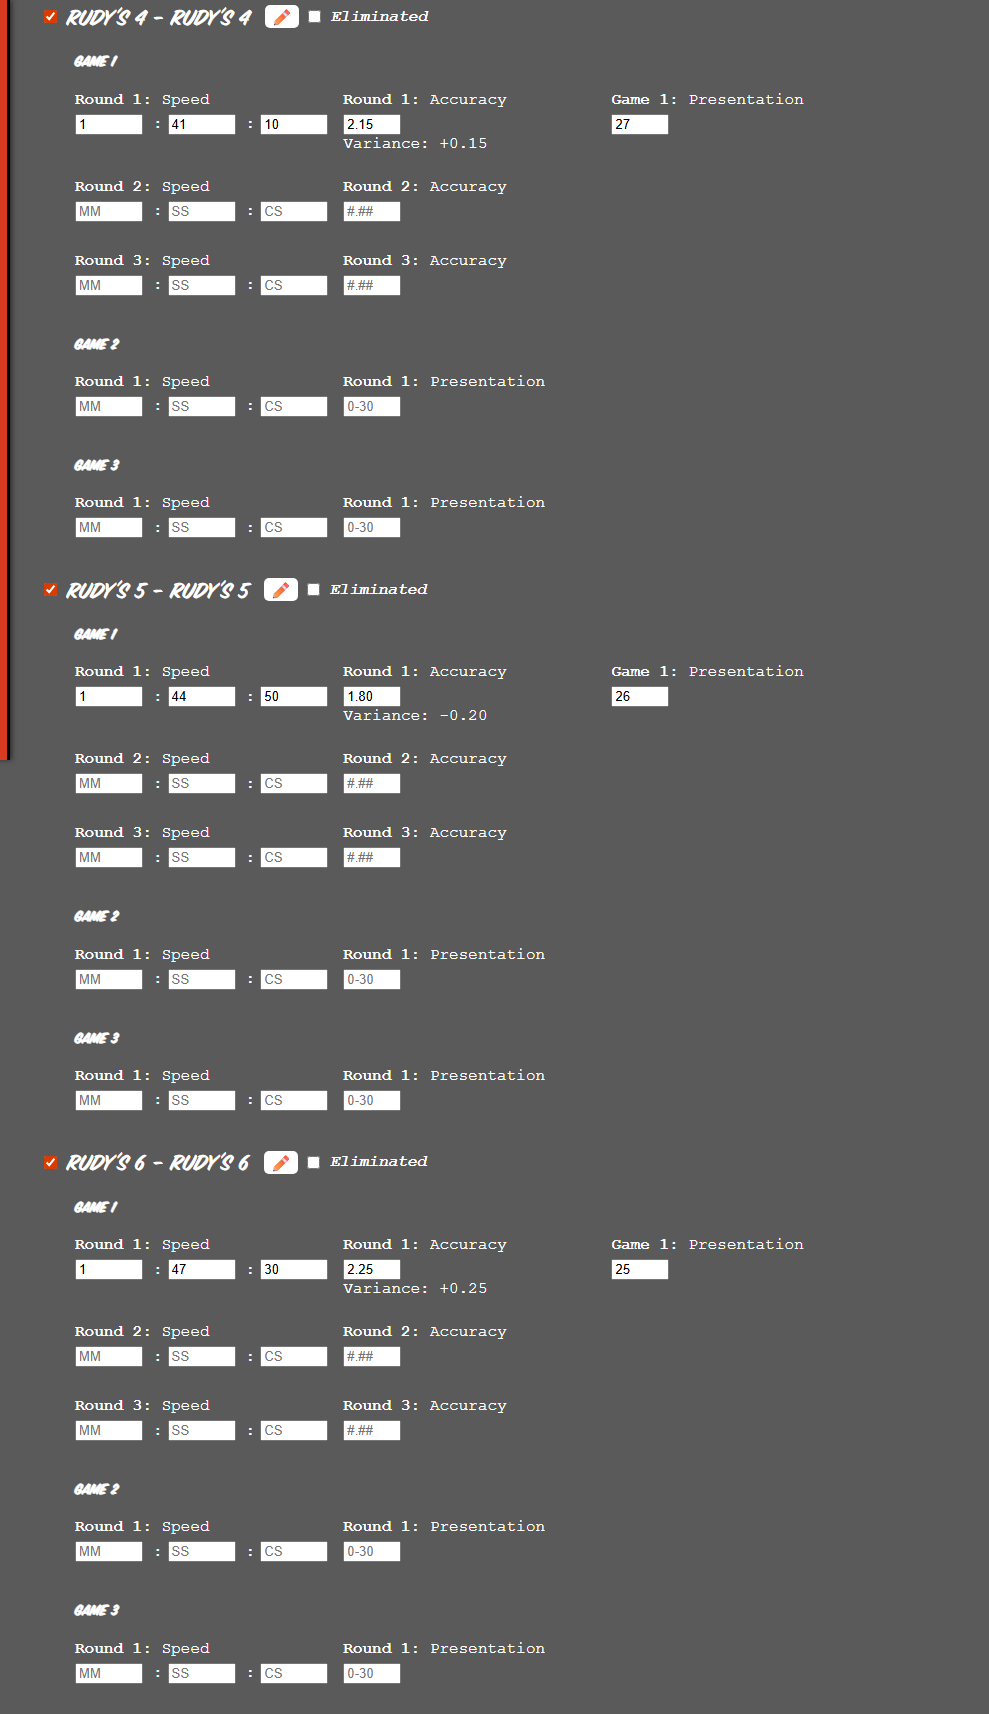 RUDY'S 4 - RUDY'S 4 Eliminated
GAME 1
Round 1: Speed Round 1: Accuracy Game 1: Presentation
1 : 41 : 10 2.15 27
Variance: +0.15
Round 2: Speed Round 2: Accuracy
MM : SS : CS #.##
Round 3: Speed Round 3: Accuracy
MM : SS : CS #.##
GAME 2
Round 1: Speed Round 1: Presentation
MM : SS : CS 0-30
GAME 3
Round 1: Speed Round 1: Presentation
MM : SS : CS 0-30
RUDY'S 5 - RUDY'S 5 Eliminated
GAME 1
Round 1: Speed Round 1: Accuracy Game 1: Presentation
1 : 44 : 50 1.80 26
Variance: -0.20
Round 2: Speed Round 2: Accuracy
MM : SS : CS #.##
Round 3: Speed Round 3: Accuracy
MM : SS : CS #.##
GAME 2
Round 1: Speed Round 1: Presentation
MM : SS : CS 0-30
GAME 3
Round 1: Speed Round 1: Presentation
MM : SS : CS 0-30
RUDY'S 6 - RUDY'S 6 Eliminated
GAME 1
Round 1: Speed Round 1: Accuracy Game 1: Presentation
1 : 47 : 30 2.25 25
Variance: +0.25
Round 2: Speed Round 2: Accuracy
MM : SS : CS #.##
Round 3: Speed Round 3: Accuracy
MM : SS : CS #.##
GAME 2
Round 1: Speed Round 1: Presentation
MM : SS : CS 0-30
GAME 3
Round 1: Speed Round 1: Presentation
MM : SS : CS 0-30